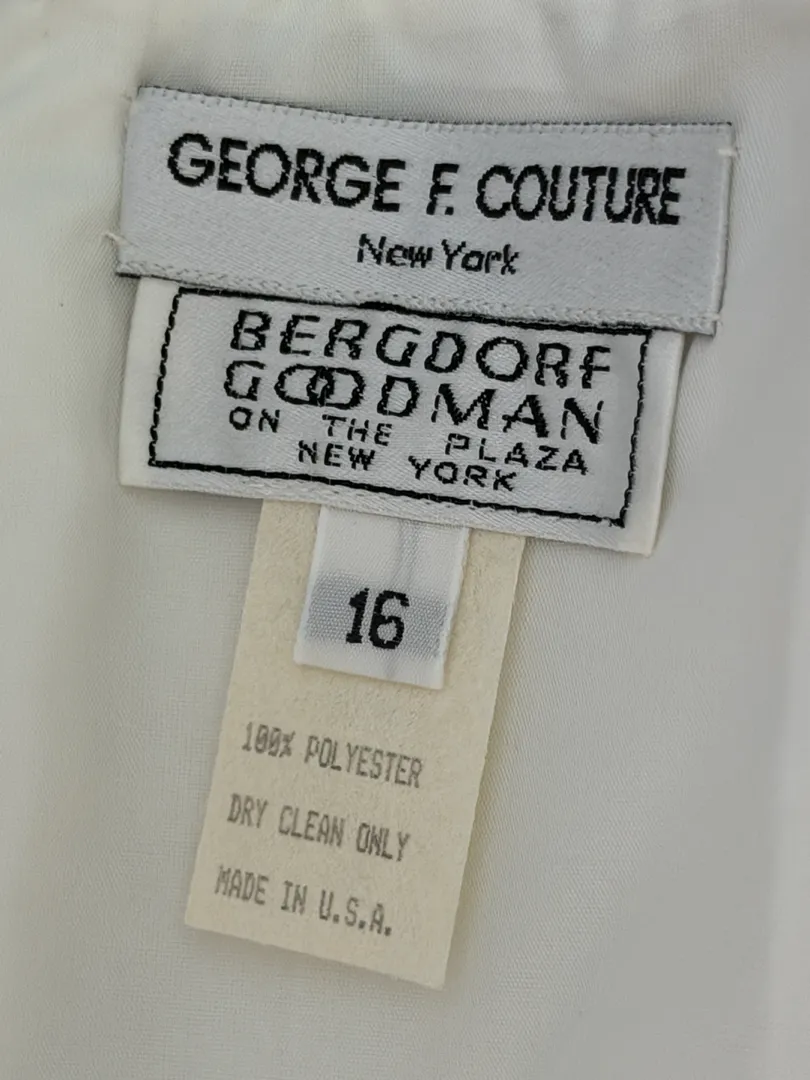 GEORGE F. COUTURE
New York
BERGDORF
GOODMAN
ON THE PLAZA
NEW YORK
16
100% POLYESTER
DRY CLEAN ONLY
MADE IN U.S.A.